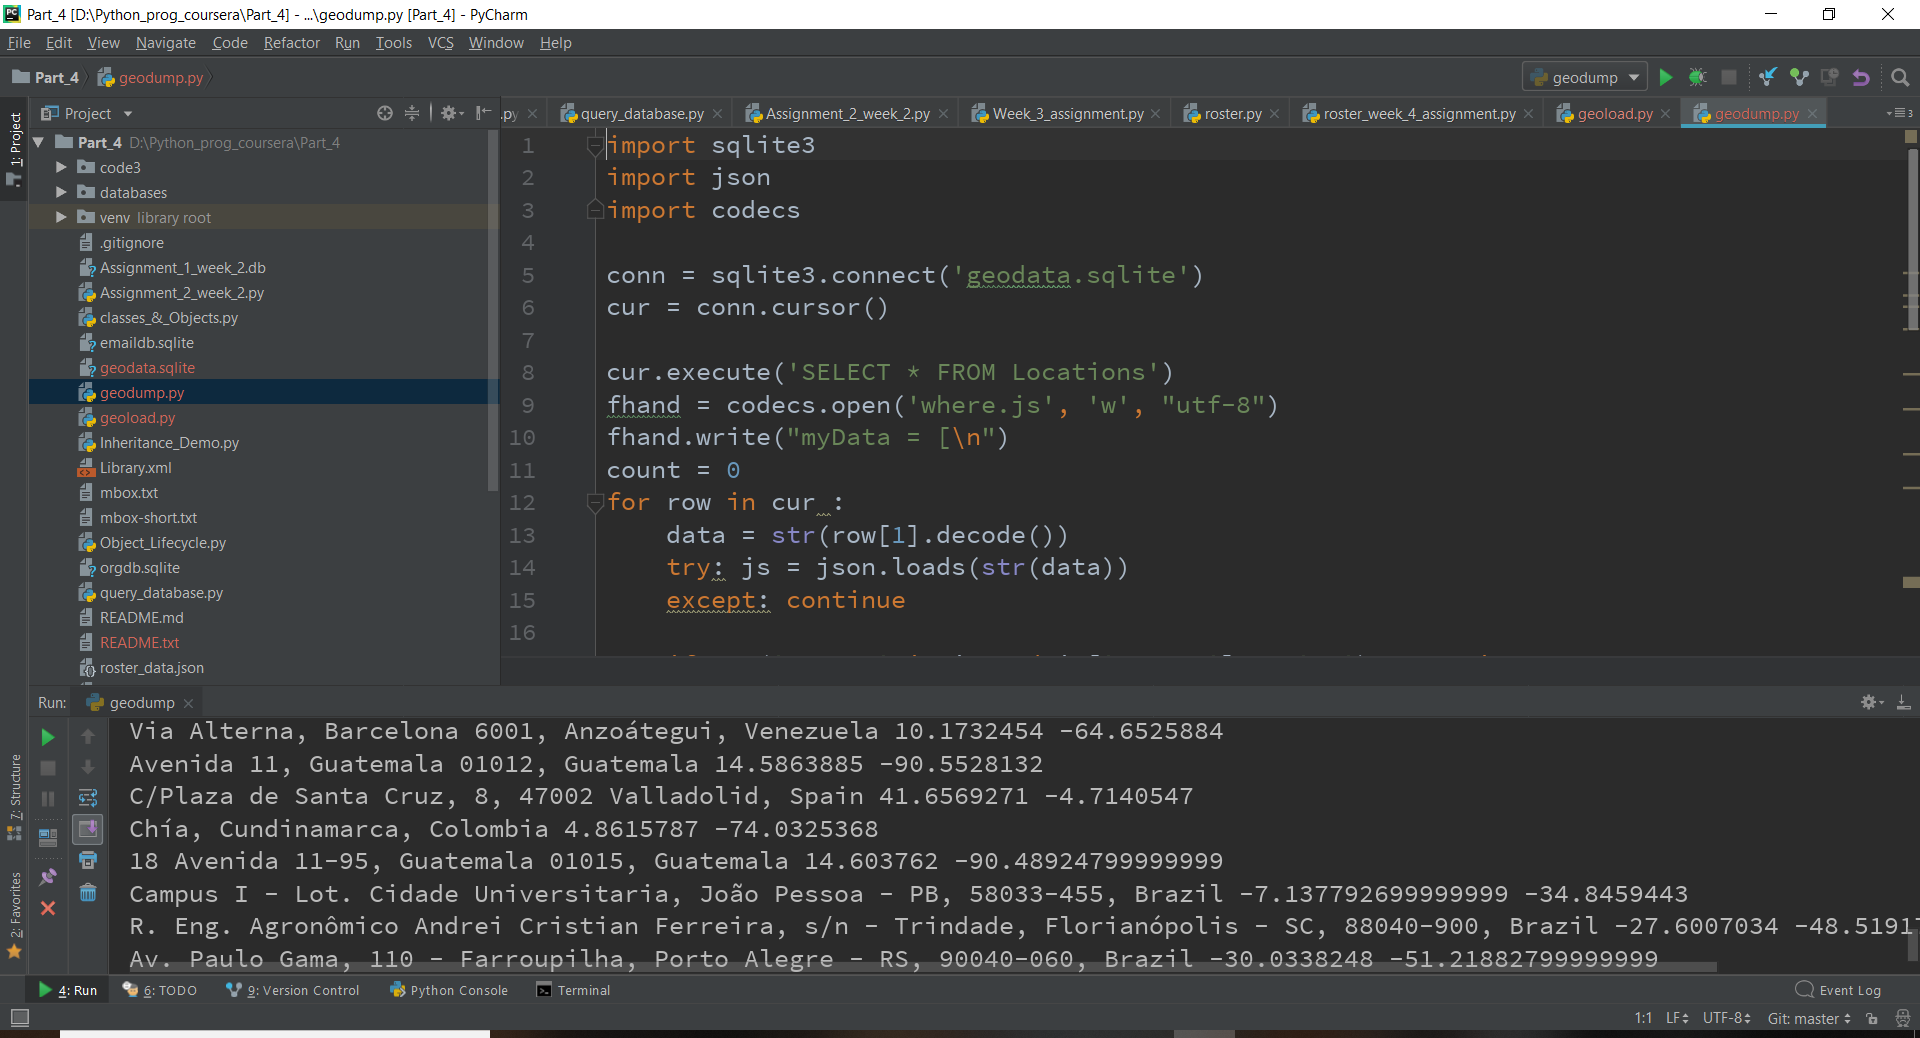 Part_4 [D:\Python_prog_coursera\Part_4] - ...\geodump.py [Part_4] - PyCharm
File Edit View Navigate Code Refactor Run Tools VCS Window Help
Part_4 geodump.py
geodump
Project
.py query_database.py Assignment_2_week_2.py Week_3_assignment.py roster.py roster_week_4_assignment.py geoload.py geodump.py
3
1: Project
Part_4 D:\Python_prog_coursera\Part_4
code3
databases
venv library root
.gitignore
Assignment_1_week_2.db
Assignment_2_week_2.py
classes_&_Objects.py
emaildb.sqlite
geodata.sqlite
geodump.py
geoload.py
Inheritance_Demo.py
Library.xml
mbox.txt
mbox-short.txt
Object_Lifecycle.py
orgdb.sqlite
query_database.py
README.md
README.txt
roster_data.json
1 import sqlite3
2 import json
3 import codecs
4
5 conn = sqlite3.connect('geodata.sqlite')
6 cur = conn.cursor()
7
8 cur.execute('SELECT * FROM Locations')
9 fhand = codecs.open('where.js', 'w', "utf-8")
10 fhand.write("myData = [\n")
11 count = 0
12 for row in cur :
13 data = str(row[1].decode())
14 try: js = json.loads(str(data))
15 except: continue
16
Run: geodump
Via Alterna, Barcelona 6001, Anzoátegui, Venezuela 10.1732454 -64.6525884
Avenida 11, Guatemala 01012, Guatemala 14.5863885 -90.5528132
C/Plaza de Santa Cruz, 8, 47002 Valladolid, Spain 41.6569271 -4.7140547
Chía, Cundinamarca, Colombia 4.8615787 -74.0325368
18 Avenida 11-95, Guatemala 01015, Guatemala 14.603762 -90.48924799999999
Campus I - Lot. Cidade Universitaria, João Pessoa - PB, 58033-455, Brazil -7.137792699999999 -34.8459443
R. Eng. Agronômico Andrei Cristian Ferreira, s/n - Trindade, Florianópolis - SC, 88040-900, Brazil -27.6007034 -48.5191
Av. Paulo Gama, 110 - Farroupilha, Porto Alegre - RS, 90040-060, Brazil -30.0338248 -51.21882799999999
7: Structure
2: Favorites
4: Run 6: TODO 9: Version Control Python Console Terminal Event Log
1:1 LF UTF-8 Git: master